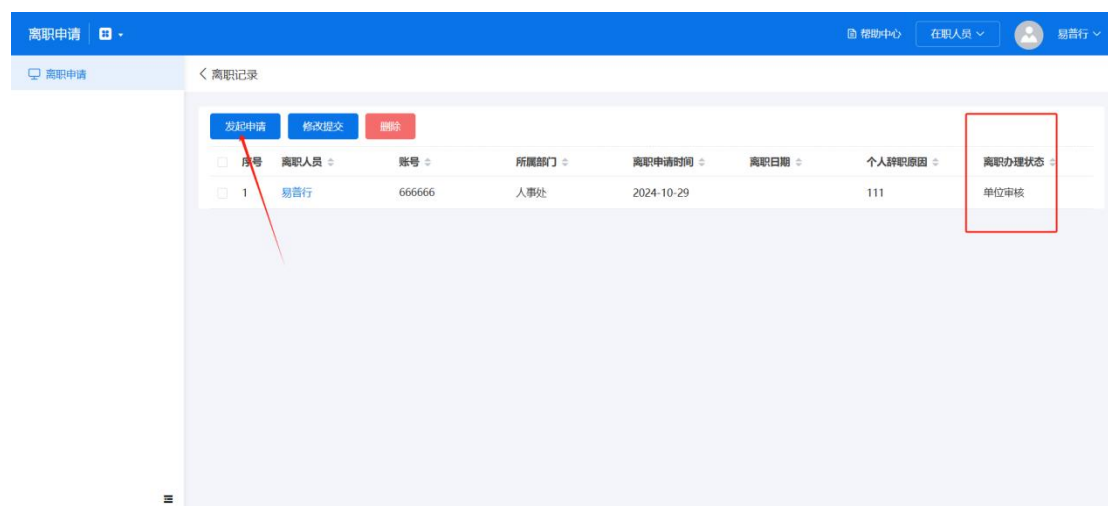 离职申请 帮助中心 在职人员 易普行
离职申请 离职记录
发起申请 修改提交 删除
序号 离职人员 账号 所属部门 离职申请时间 离职日期 个人辞职原因 离职办理状态
1 易普行 666666 人事处 2024-10-29 111 单位审核